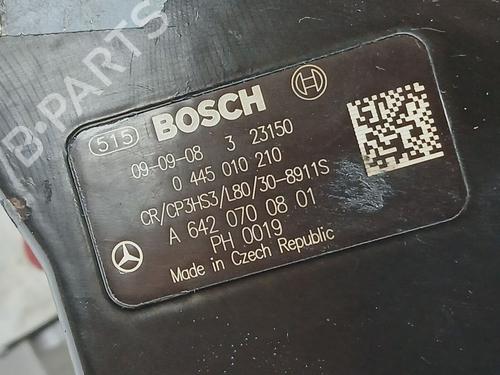 515 BOSCH
09-09-08 3 23150
0 445 010 210
CR/CP3HS3/L80/30-8911S
A 642 070 08 01
PH 0019
Made in Czech Republic
B-PARTS